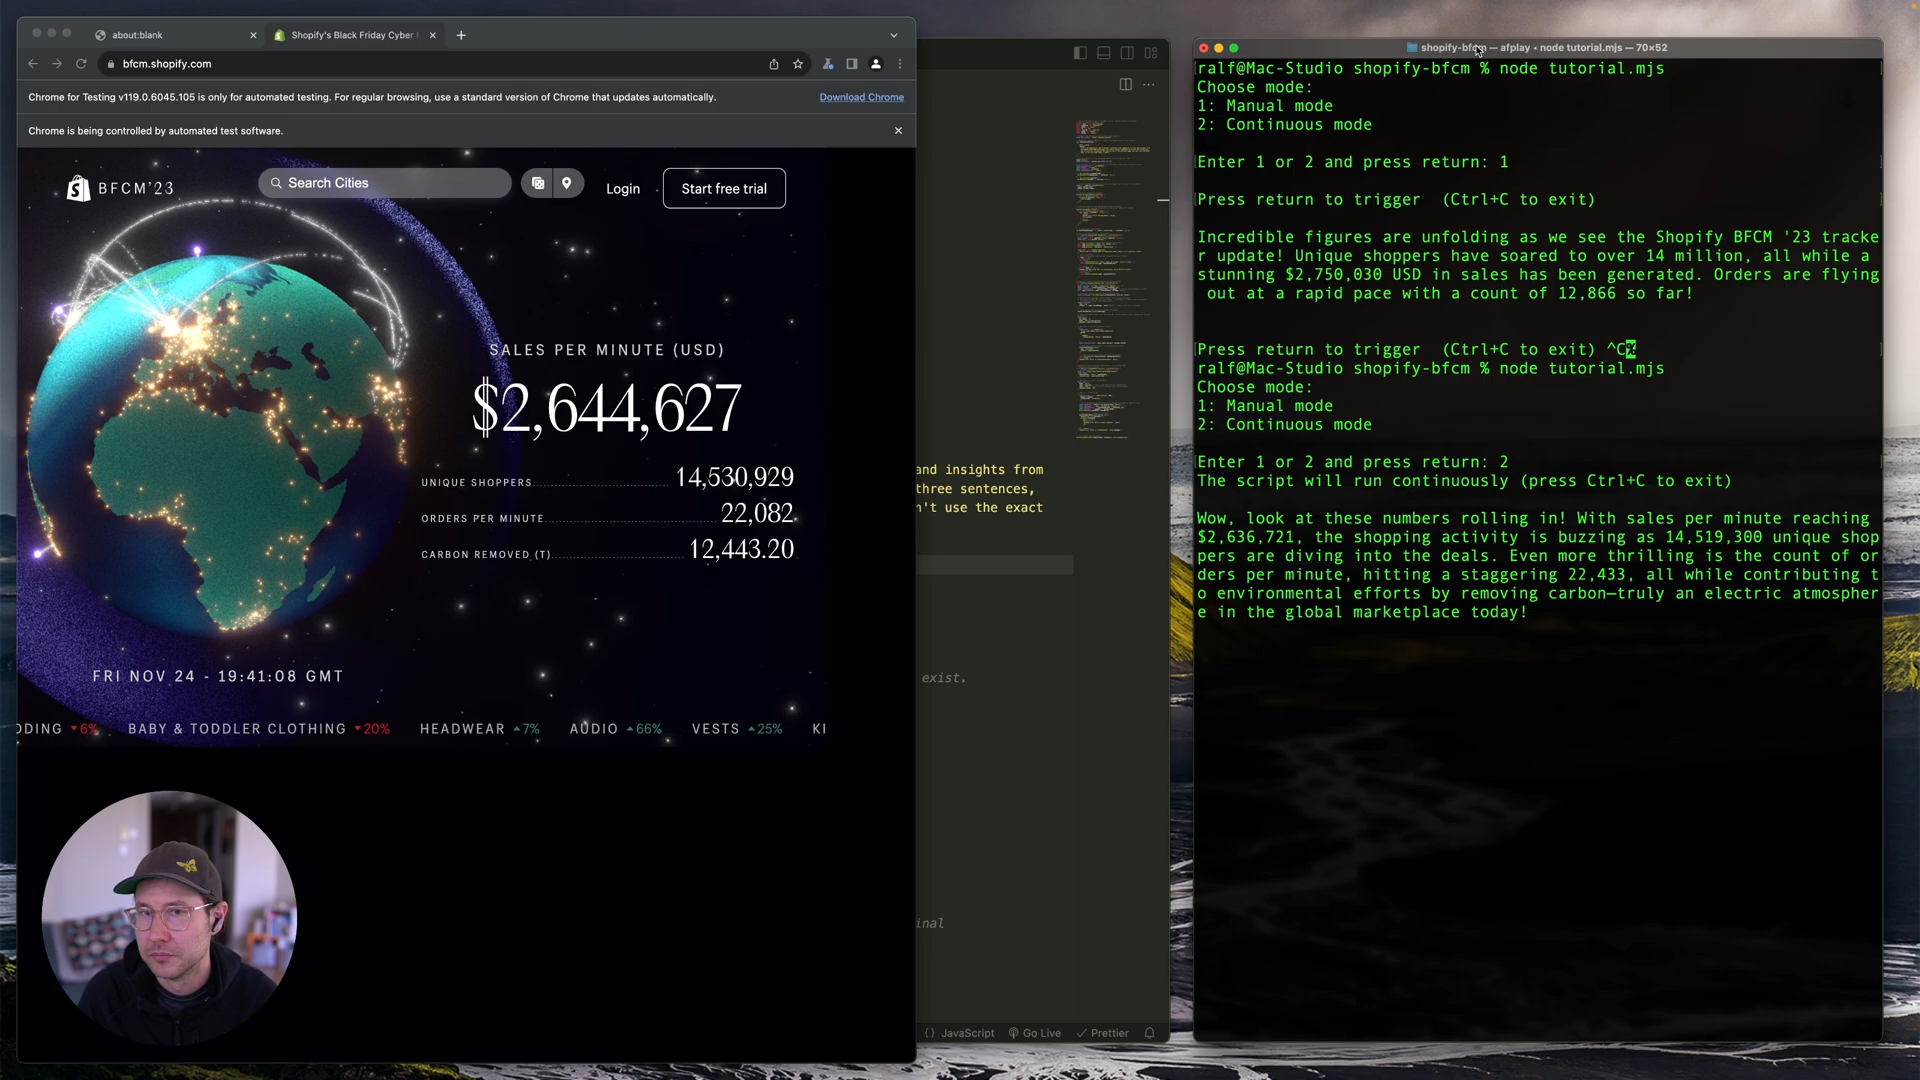 about:blank
Shopify's Black Friday Cyber
bfcm.shopify.com
Chrome for Testing v119.0.6045.105 is only for automated testing. For regular browsing, use a standard version of Chrome that updates automatically.
Download Chrome
Chrome is being controlled by automated test software.
BFCM'23
Search Cities
Login
Start free trial
SALES PER MINUTE (USD)
$2,644,627
UNIQUE SHOPPERS 14,530,929
ORDERS PER MINUTE 22,082
CARBON REMOVED (T) 12,443.20
FRI NOV 24 - 19:41:08 GMT
ODING ▼6% BABY & TODDLER CLOTHING ▼20% HEADWEAR ▲7% AUDIO ▲66% VESTS ▲25% KI
and insights from
three sentences,
n't use the exact
exist.
inal
{} JavaScript Go Live Prettier
shopify-bfcm — afplay • node tutorial.mjs — 70×52
ralf@Mac-Studio shopify-bfcm % node tutorial.mjs
Choose mode:
1: Manual mode
2: Continuous mode
Enter 1 or 2 and press return: 1
Press return to trigger  (Ctrl+C to exit)
Incredible figures are unfolding as we see the Shopify BFCM '23 tracke
r update! Unique shoppers have soared to over 14 million, all while a
stunning $2,750,030 USD in sales has been generated. Orders are flying
out at a rapid pace with a count of 12,866 so far!
Press return to trigger  (Ctrl+C to exit) ^C%
ralf@Mac-Studio shopify-bfcm % node tutorial.mjs
Choose mode:
1: Manual mode
2: Continuous mode
Enter 1 or 2 and press return: 2
The script will run continuously (press Ctrl+C to exit)
Wow, look at these numbers rolling in! With sales per minute reaching
$2,636,721, the shopping activity is buzzing as 14,519,300 unique shop
pers are diving into the deals. Even more thrilling is the count of or
ders per minute, hitting a staggering 22,433, all while contributing t
o environmental efforts by removing carbon—truly an electric atmospher
e in the global marketplace today!